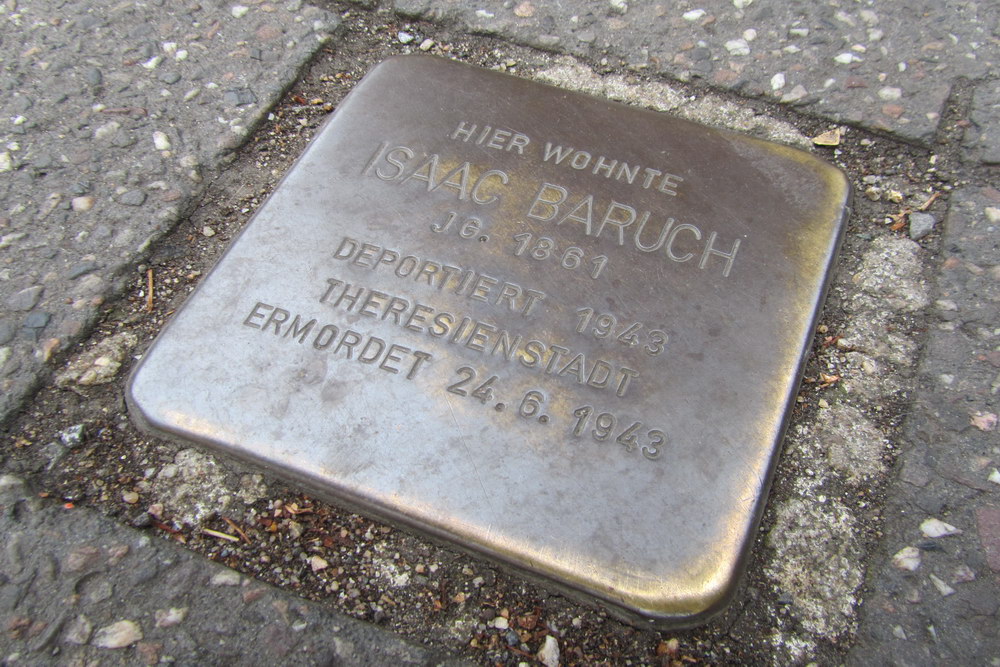 HIER WOHNTE
ISAAC BARUCH
JG. 1861
DEPORTIERT 1943
THERESIENSTADT
ERMORDET 24.6.1943